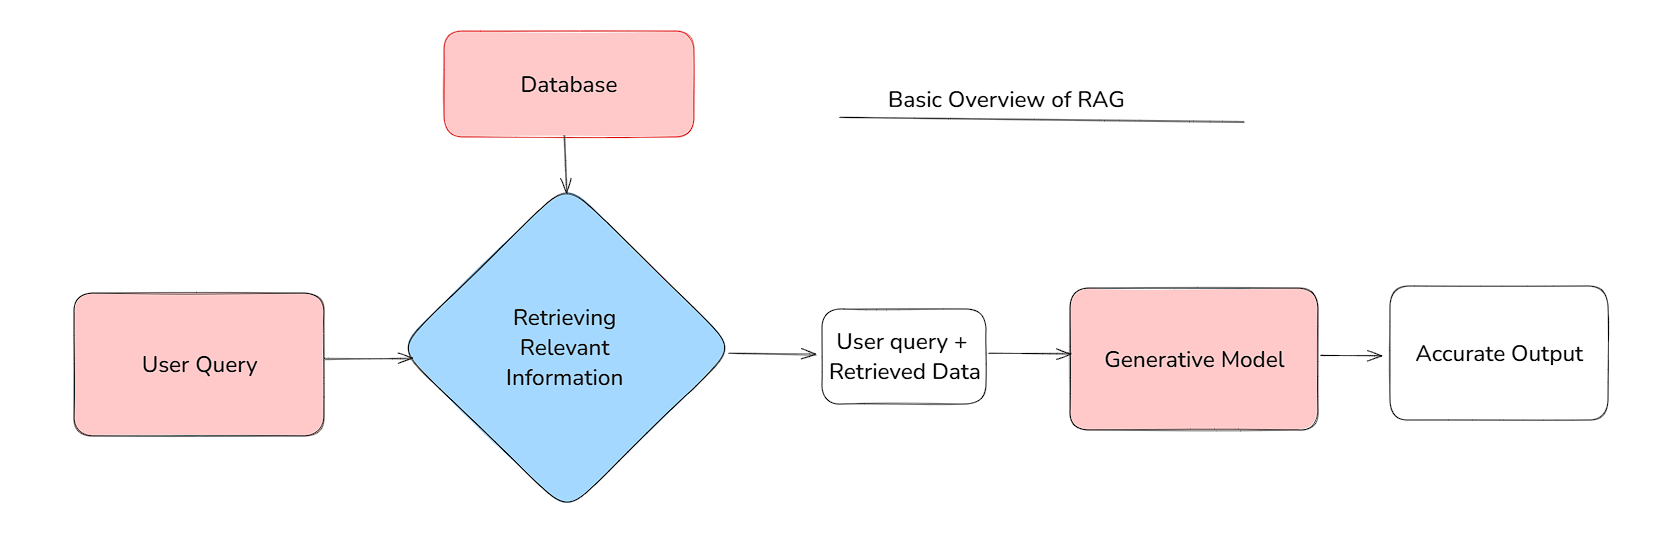 Database
Basic Overview of RAG
User Query
Retrieving
Relevant
Information
User query +
Retrieved Data
Generative Model
Accurate Output